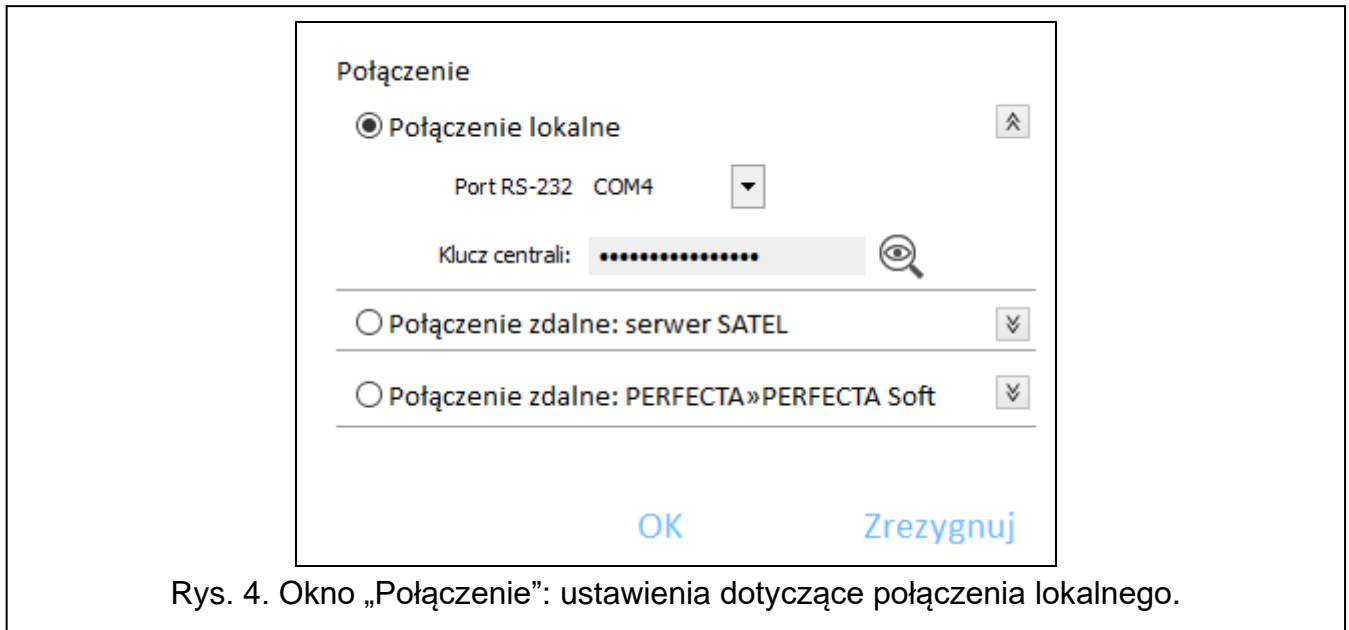 Połączenie
Połączenie lokalne
Port RS-232 COM4
Klucz centrali: ••••••••••••••••
Połączenie zdalne: serwer SATEL
Połączenie zdalne: PERFECTA»PERFECTA Soft
OK Zrezygnuj
Rys. 4. Okno „Połączenie”: ustawienia dotyczące połączenia lokalnego.